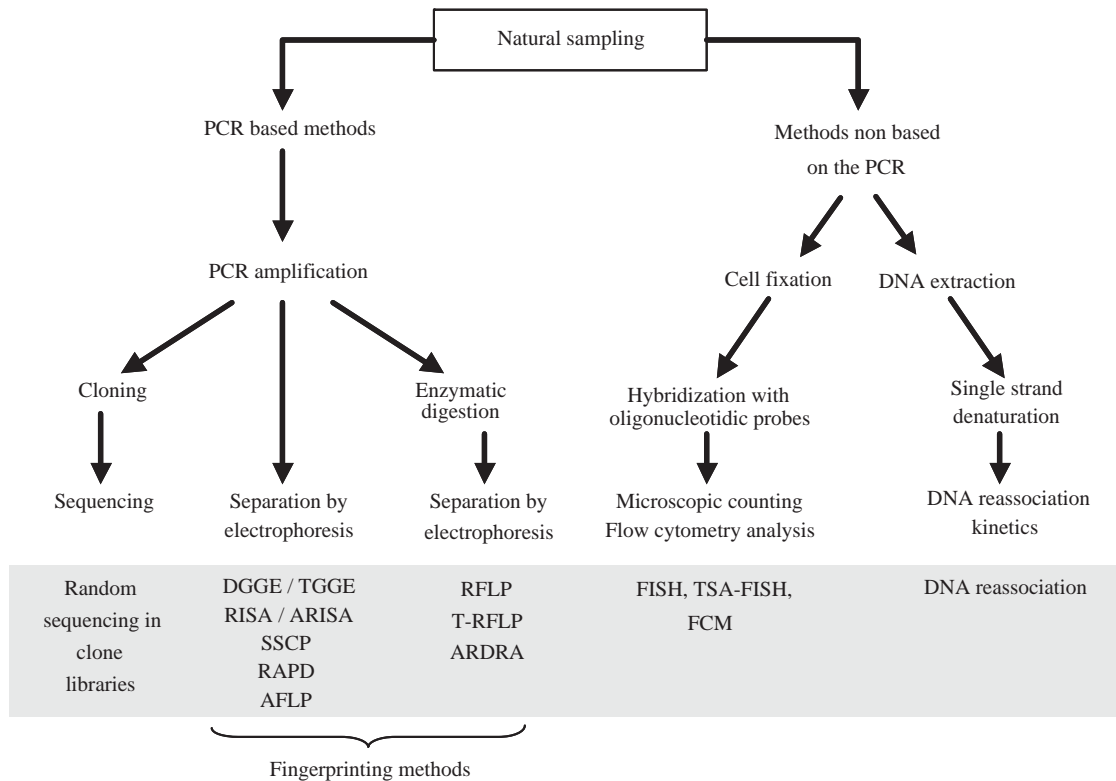 Natural sampling
PCR based methods
Methods non based
on the PCR
PCR amplification
Cell fixation
DNA extraction
Cloning
Enzymatic
digestion
Hybridization with
oligonucleotidic probes
Single strand
denaturation
Sequencing
Separation by
electrophoresis
Separation by
electrophoresis
Microscopic counting
Flow cytometry analysis
DNA reassociation
kinetics
Random
sequencing in
clone
libraries
DGGE / TGGE
RISA / ARISA
SSCP
RAPD
AFLP
RFLP
T-RFLP
ARDRA
FISH, TSA-FISH,
FCM
DNA reassociation
Fingerprinting methods